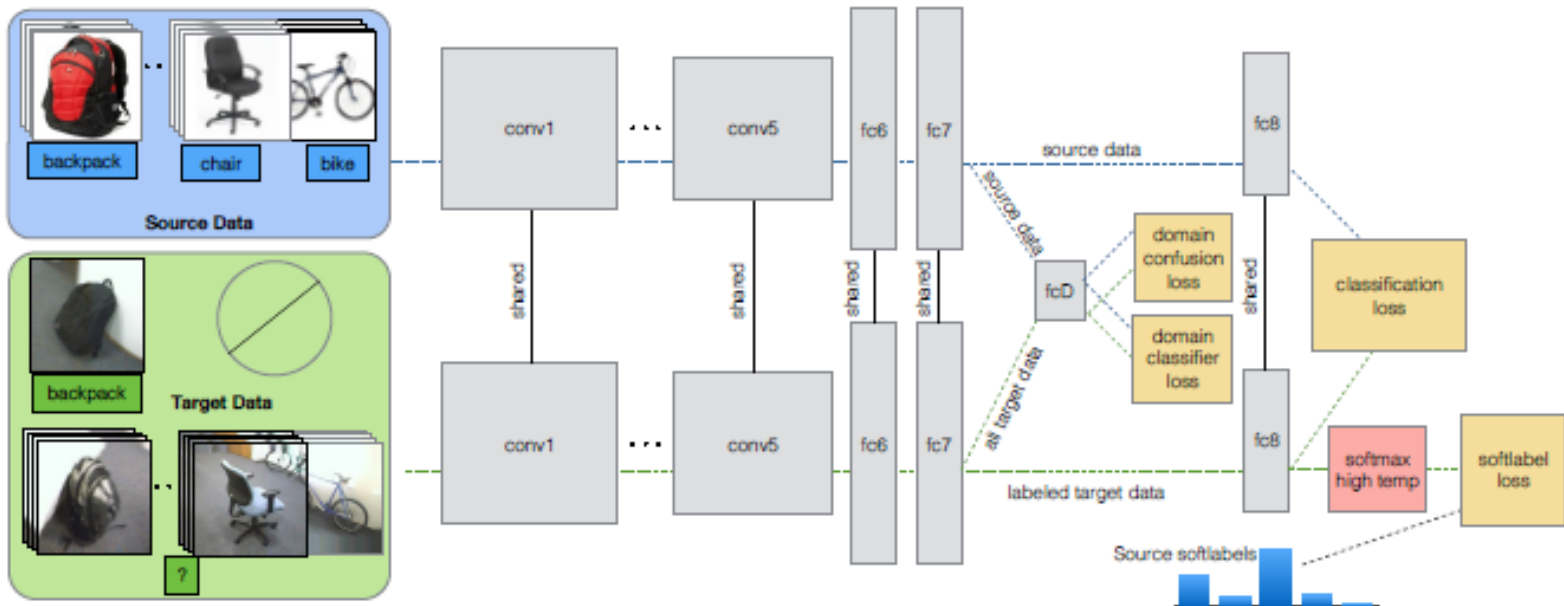 backpack
chair
bike
Source Data
backpack
Target Data
?
conv1
...
conv5
fc6
fc7
source data
fc8
source data
shared
shared
shared
shared
fcD
domain
confusion
loss
domain
classifier
loss
shared
classification
loss
all target data
conv1
...
conv5
fc6
fc7
labeled target data
fc8
softmax
high temp
softlabel
loss
Source softlabels